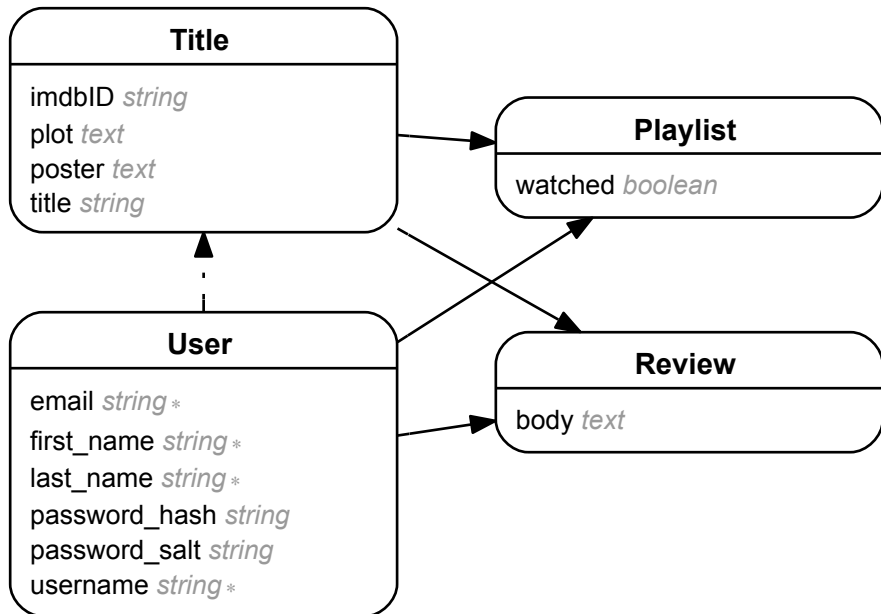 Title
imdbID string
plot text
poster text
title string
Playlist
watched boolean
User
email string*
first_name string*
last_name string*
password_hash string
password_salt string
username string*
Review
body text